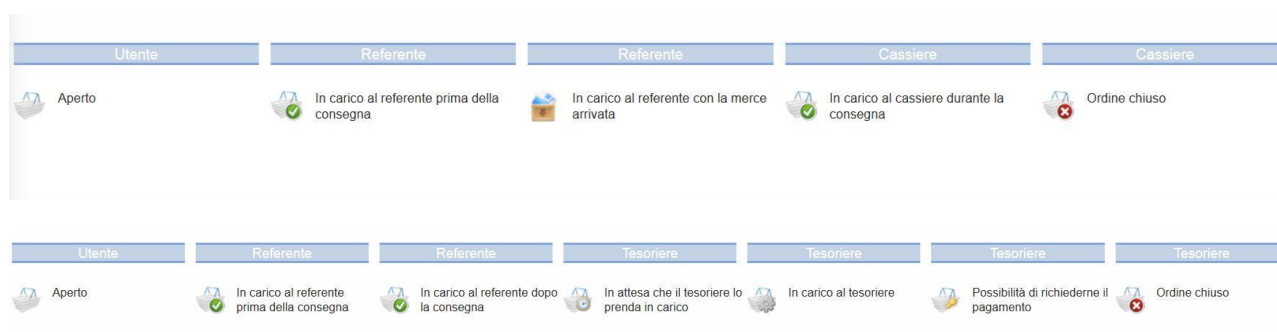 Utente Referente Referente Cassiere Cassiere
Aperto In carico al referente prima della In carico al referente con la merce In carico al cassiere durante la Ordine chiuso
consegna arrivata consegna
Utente Referente Referente Tesoriere Tesoriere Tesoriere Tesoriere
Aperto In carico al referente In carico al referente dopo In attesa che il tesoriere lo In carico al tesoriere Possibilità di richiederne il Ordine chiuso
prima della consegna la consegna prenda in carico pagamento